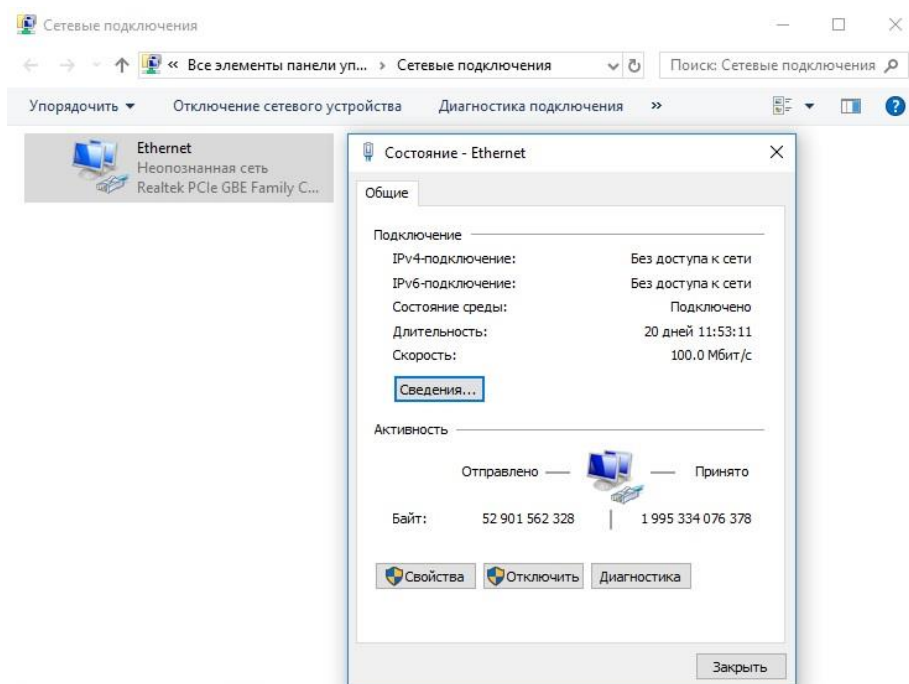 Сетевые подключения
« Все элементы панели уп... › Сетевые подключения
Поиск: Сетевые подключения
Упорядочить
Отключение сетевого устройства
Диагностика подключения
»
Ethernet
Неопознанная сеть
Realtek PCIe GBE Family C...
Состояние - Ethernet
Общие
Подключение
IPv4-подключение: Без доступа к сети
IPv6-подключение: Без доступа к сети
Состояние среды: Подключено
Длительность: 20 дней 11:53:11
Скорость: 100.0 Мбит/с
Сведения...
Активность
Отправлено — — Принято
Байт: 52 901 562 328 | 1 995 334 076 378
Свойства
Отключить
Диагностика
Закрыть